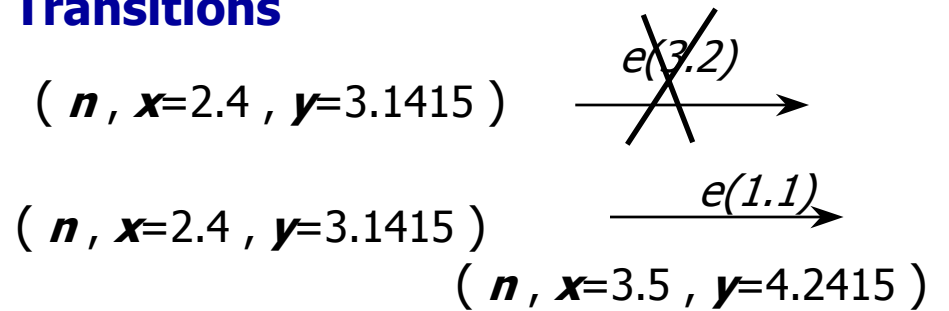 Transitions
e(3.2)
( n , x=2.4 , y=3.1415 )
e(1.1)
( n , x=2.4 , y=3.1415 )
( n , x=3.5 , y=4.2415 )